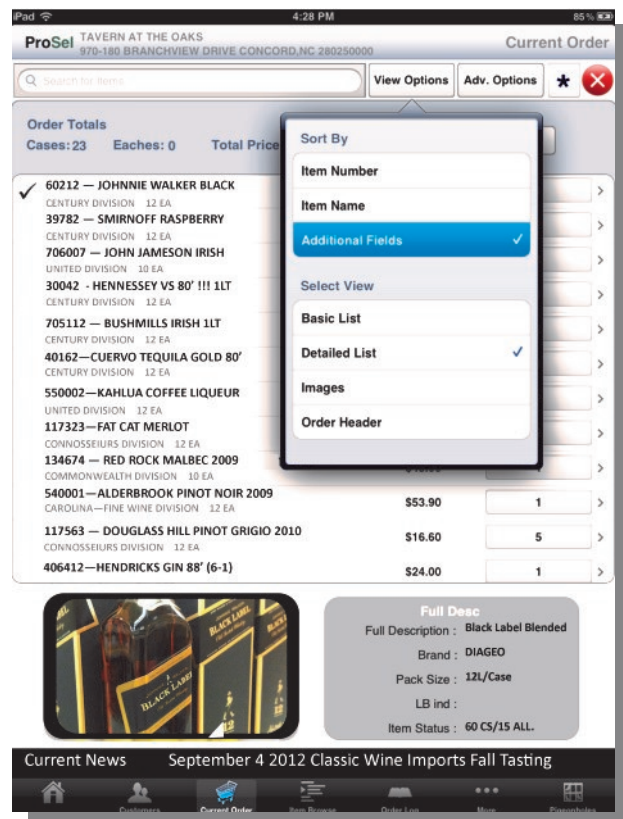 iPad 4:28 PM 85%
ProSel TAVERN AT THE OAKS
970-180 BRANCHVIEW DRIVE CONCORD,NC 280250000
Current Order
Search for Items View Options Adv. Options *
Order Totals
Cases: 23 Eaches: 0 Total Price
Sort By
Item Number
Item Name
Additional Fields
Select View
Basic List
Detailed List
Images
Order Header
60212 — JOHNNIE WALKER BLACK
CENTURY DIVISION 12 EA
39782 — SMIRNOFF RASPBERRY
CENTURY DIVISION 12 EA
706007 — JOHN JAMESON IRISH
UNITED DIVISION 10 EA
30042 - HENNESSEY VS 80’ !!! 1LT
CENTURY DIVISION 12 EA
705112 — BUSHMILLS IRISH 1LT
CENTURY DIVISION 12 EA
40162—CUERVO TEQUILA GOLD 80’
CENTURY DIVISION 12 EA
550002—KAHLUA COFFEE LIQUEUR
UNITED DIVISION 12 EA
117323—FAT CAT MERLOT
CONNOSSEIURS DIVISION 12 EA
134674 — RED ROCK MALBEC 2009
COMMONWEALTH DIVISION 10 EA
540001—ALDERBROOK PINOT NOIR 2009
CAROLINA—FINE WINE DIVISION 12 EA
$53.90 1
117563 — DOUGLASS HILL PINOT GRIGIO 2010
CONNOSSEIURS DIVISION 12 EA
$16.60 5
406412—HENDRICKS GIN 88’ (6-1)
$24.00 1
BLACK LABEL
BLACK LABEL
12
Full Desc
Full Description : Black Label Blended
Brand : DIAGEO
Pack Size : 12L/Case
LB ind :
Item Status : 60 CS/15 ALL.
Current News September 4 2012 Classic Wine Imports Fall Tasting
Customers Current Order Item Browse Order Log More Pigeonholes